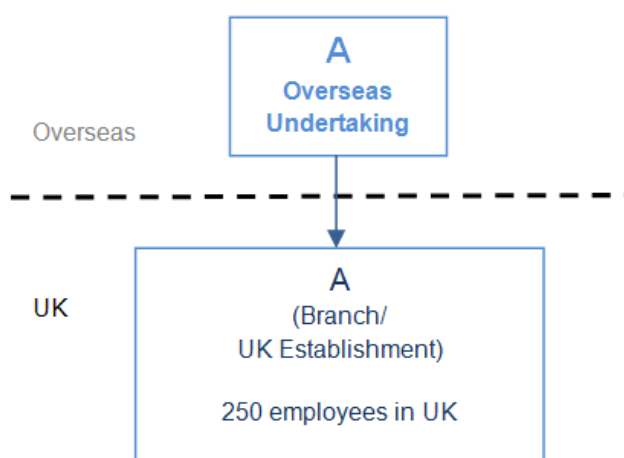 A
Overseas
Undertaking
Overseas
A
(Branch/
UK Establishment)
UK
250 employees in UK